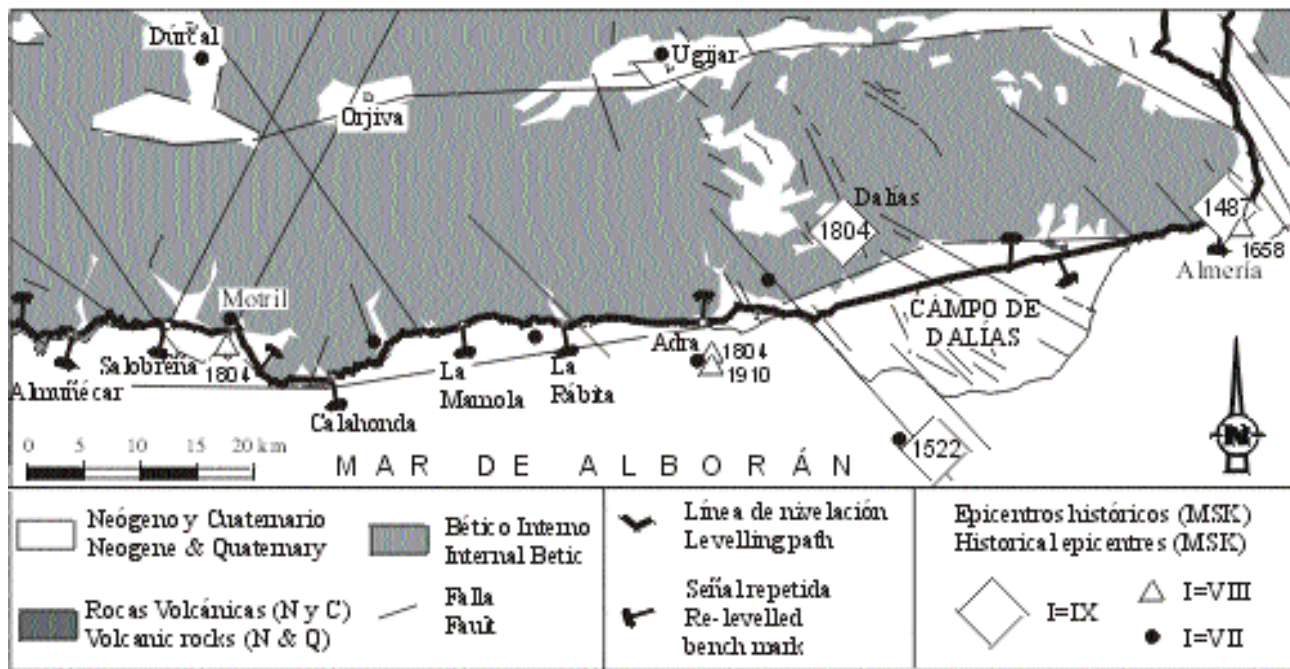 Dúrcal
Ugijar
Orjiva
Dalías
1804
1487
1658
Almería
Motril
CAMPO DE
DALÍAS
Salobreña
1804
Adra
1804
1910
Almuñécar
La
Mamola
La
Rábita
Calahonda
1522
N
0 5 10 15 20 km
MAR DE ALBORÁN
Neógeno y Cuaternario
Neogene & Quaternary
Rocas Volcánicas (N y C)
Volcanic rocks (N & Q)
Bético Interno
Internal Betic
Falla
Fault
Línea de nivelación
Levelling path
Señal repetida
Re-levelled
bench mark
Epicentros históricos (MSK)
Historical epicentres (MSK)
I=IX
I=VIII
I=VII